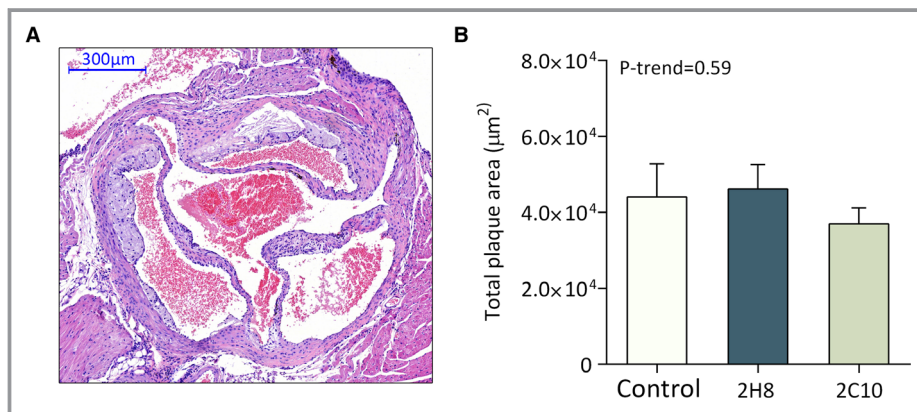 A
300μm
B
P-trend=0.59
Total plaque area (μm²)
8.0×10⁴
6.0×10⁴
4.0×10⁴
2.0×10⁴
0
Control
2H8
2C10